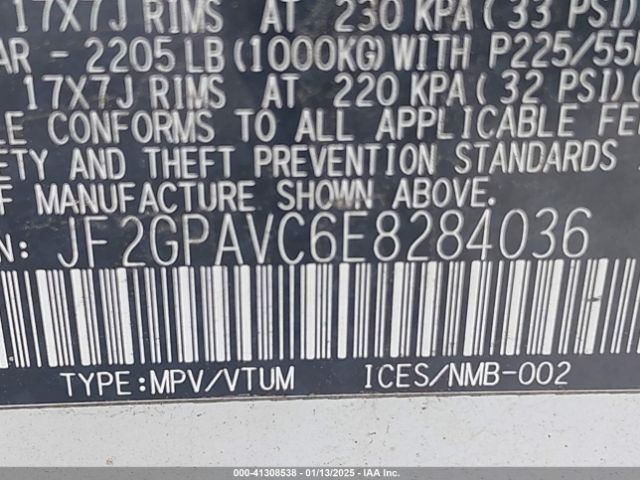 17X7J RIMS AT 230 KPA(33 PSI)
AR - 2205 LB(1000KG) WITH P225/55
17X7J RIMS AT 220 KPA(32 PSI)
LE CONFORMS TO ALL APPLICABLE FE
ETY AND THEFT PREVENTION STANDARDS
F MANUFACTURE SHOWN ABOVE.
N: JF2GPAVC6E8284036
TYPE:MPV/VTUM ICES/NMB-002
000-41308538 - 01/13/2025 - IAA Inc.